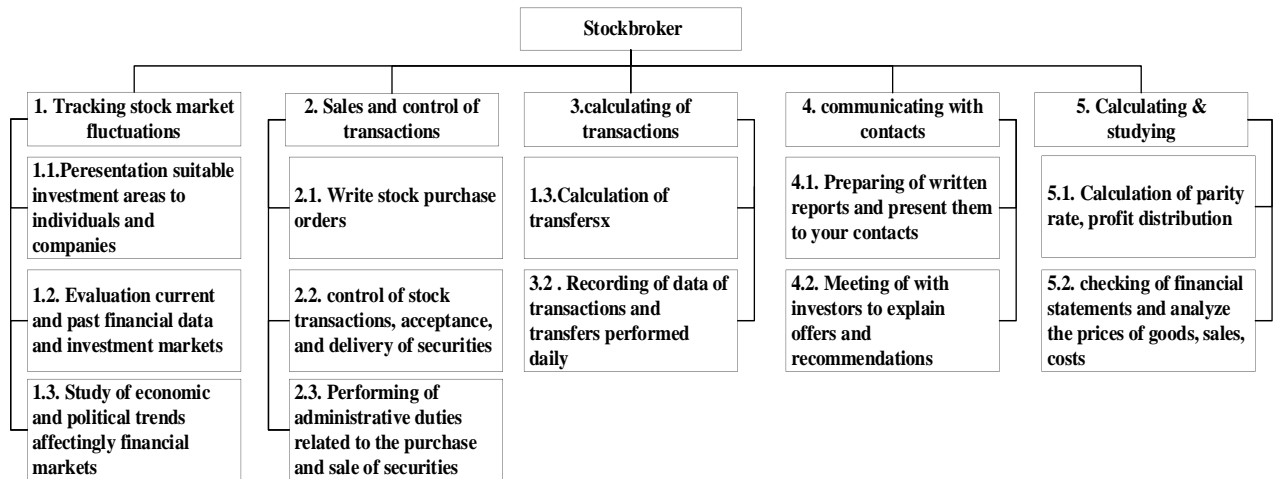 Stockbroker
1. Tracking stock market
fluctuations
1.1.Peresentation suitable
investment areas to
individuals and
companies
1.2. Evaluation current
and past financial data
and investment markets
1.3. Study of economic
and political trends
affectingly financial
markets
2. Sales and control of
transactions
2.1. Write stock purchase
orders
2.2. control of stock
transactions, acceptance,
and delivery of securities
2.3. Performing of
administrative duties
related to the purchase
and sale of securities
3.calculating of
transactions
1.3.Calculation of
transfersx
3.2 . Recording of data of
transactions and
transfers performed
daily
4. communicating with
contacts
4.1. Preparing of written
reports and present them
to your contacts
4.2. Meeting of with
investors to explain
offers and
recommendations
5. Calculating &
studying
5.1. Calculation of parity
rate, profit distribution
5.2. checking of financial
statements and analyze
the prices of goods, sales,
costs